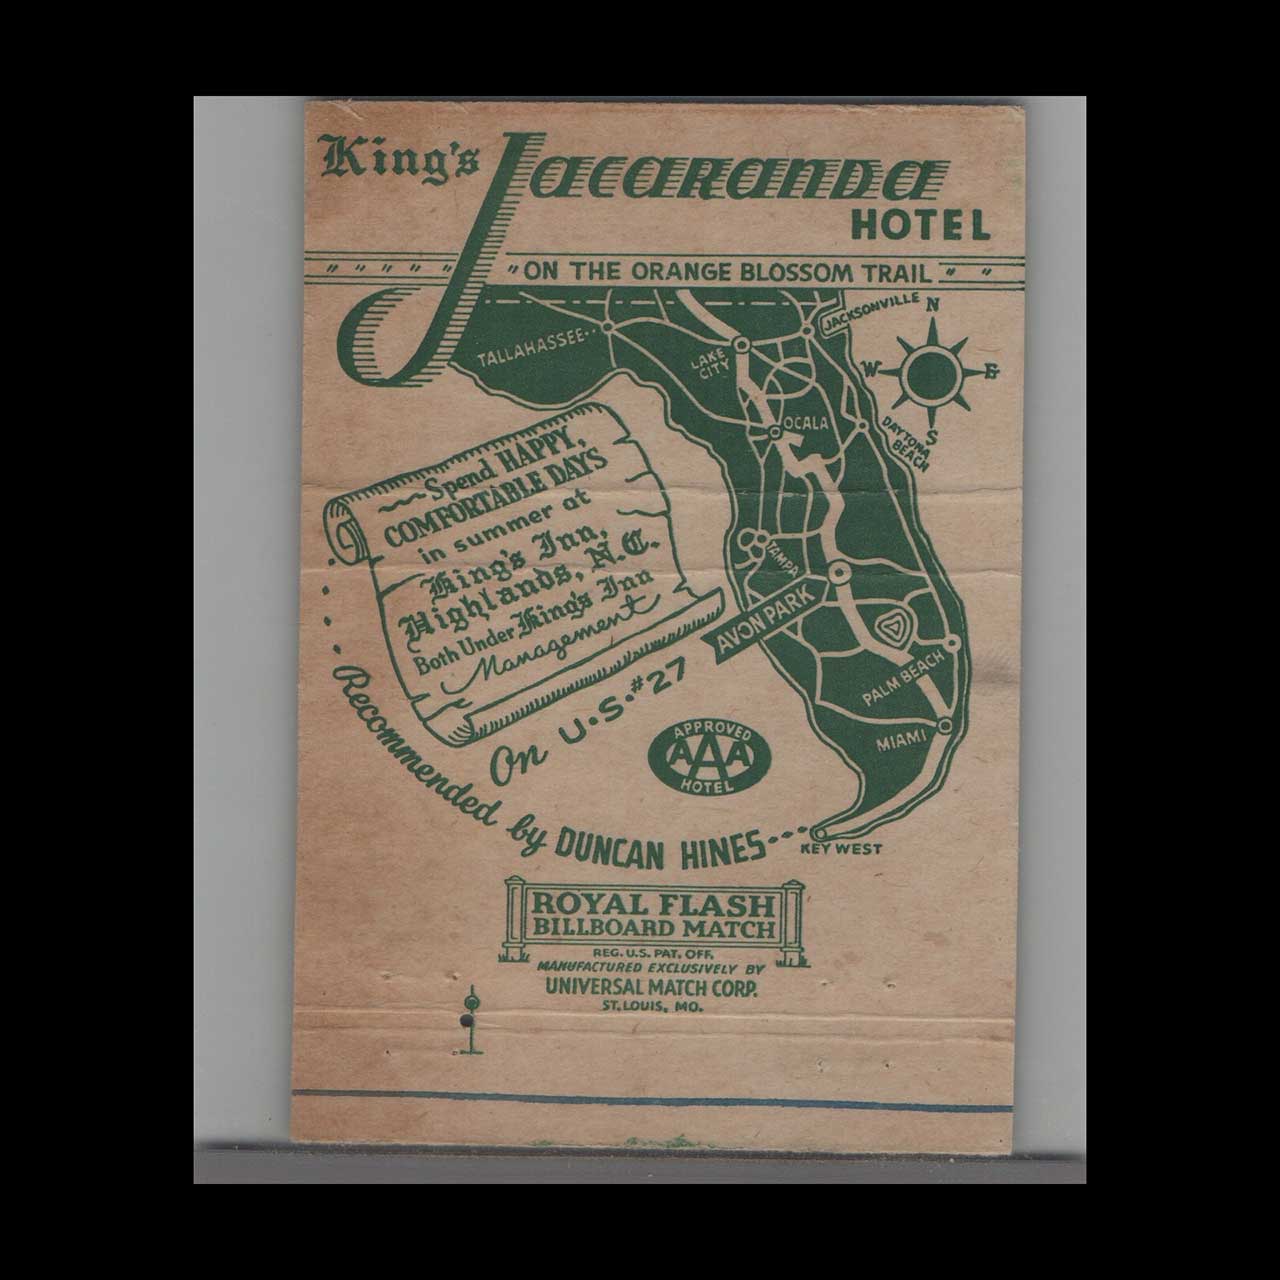 King's Jacaranda
HOTEL
"ON THE ORANGE BLOSSOM TRAIL"
JACKSONVILLE
N
TALLAHASSEE
LAKE
CITY
W
E
OCALA
S
DAYTONA
BEACH
Spend HAPPY,
COMFORTABLE DAYS
in summer at
King's Inn,
Highlands, N.C.
Both Under King's Inn
Management
TAMPA
AVON PARK
PALM BEACH
MIAMI
On U.S. #27
APPROVED
AAA
HOTEL
Recommended by DUNCAN HINES
KEY WEST
ROYAL FLASH
BILLBOARD MATCH
REG. U.S. PAT. OFF.
MANUFACTURED EXCLUSIVELY BY
UNIVERSAL MATCH CORP.
ST. LOUIS, MO.